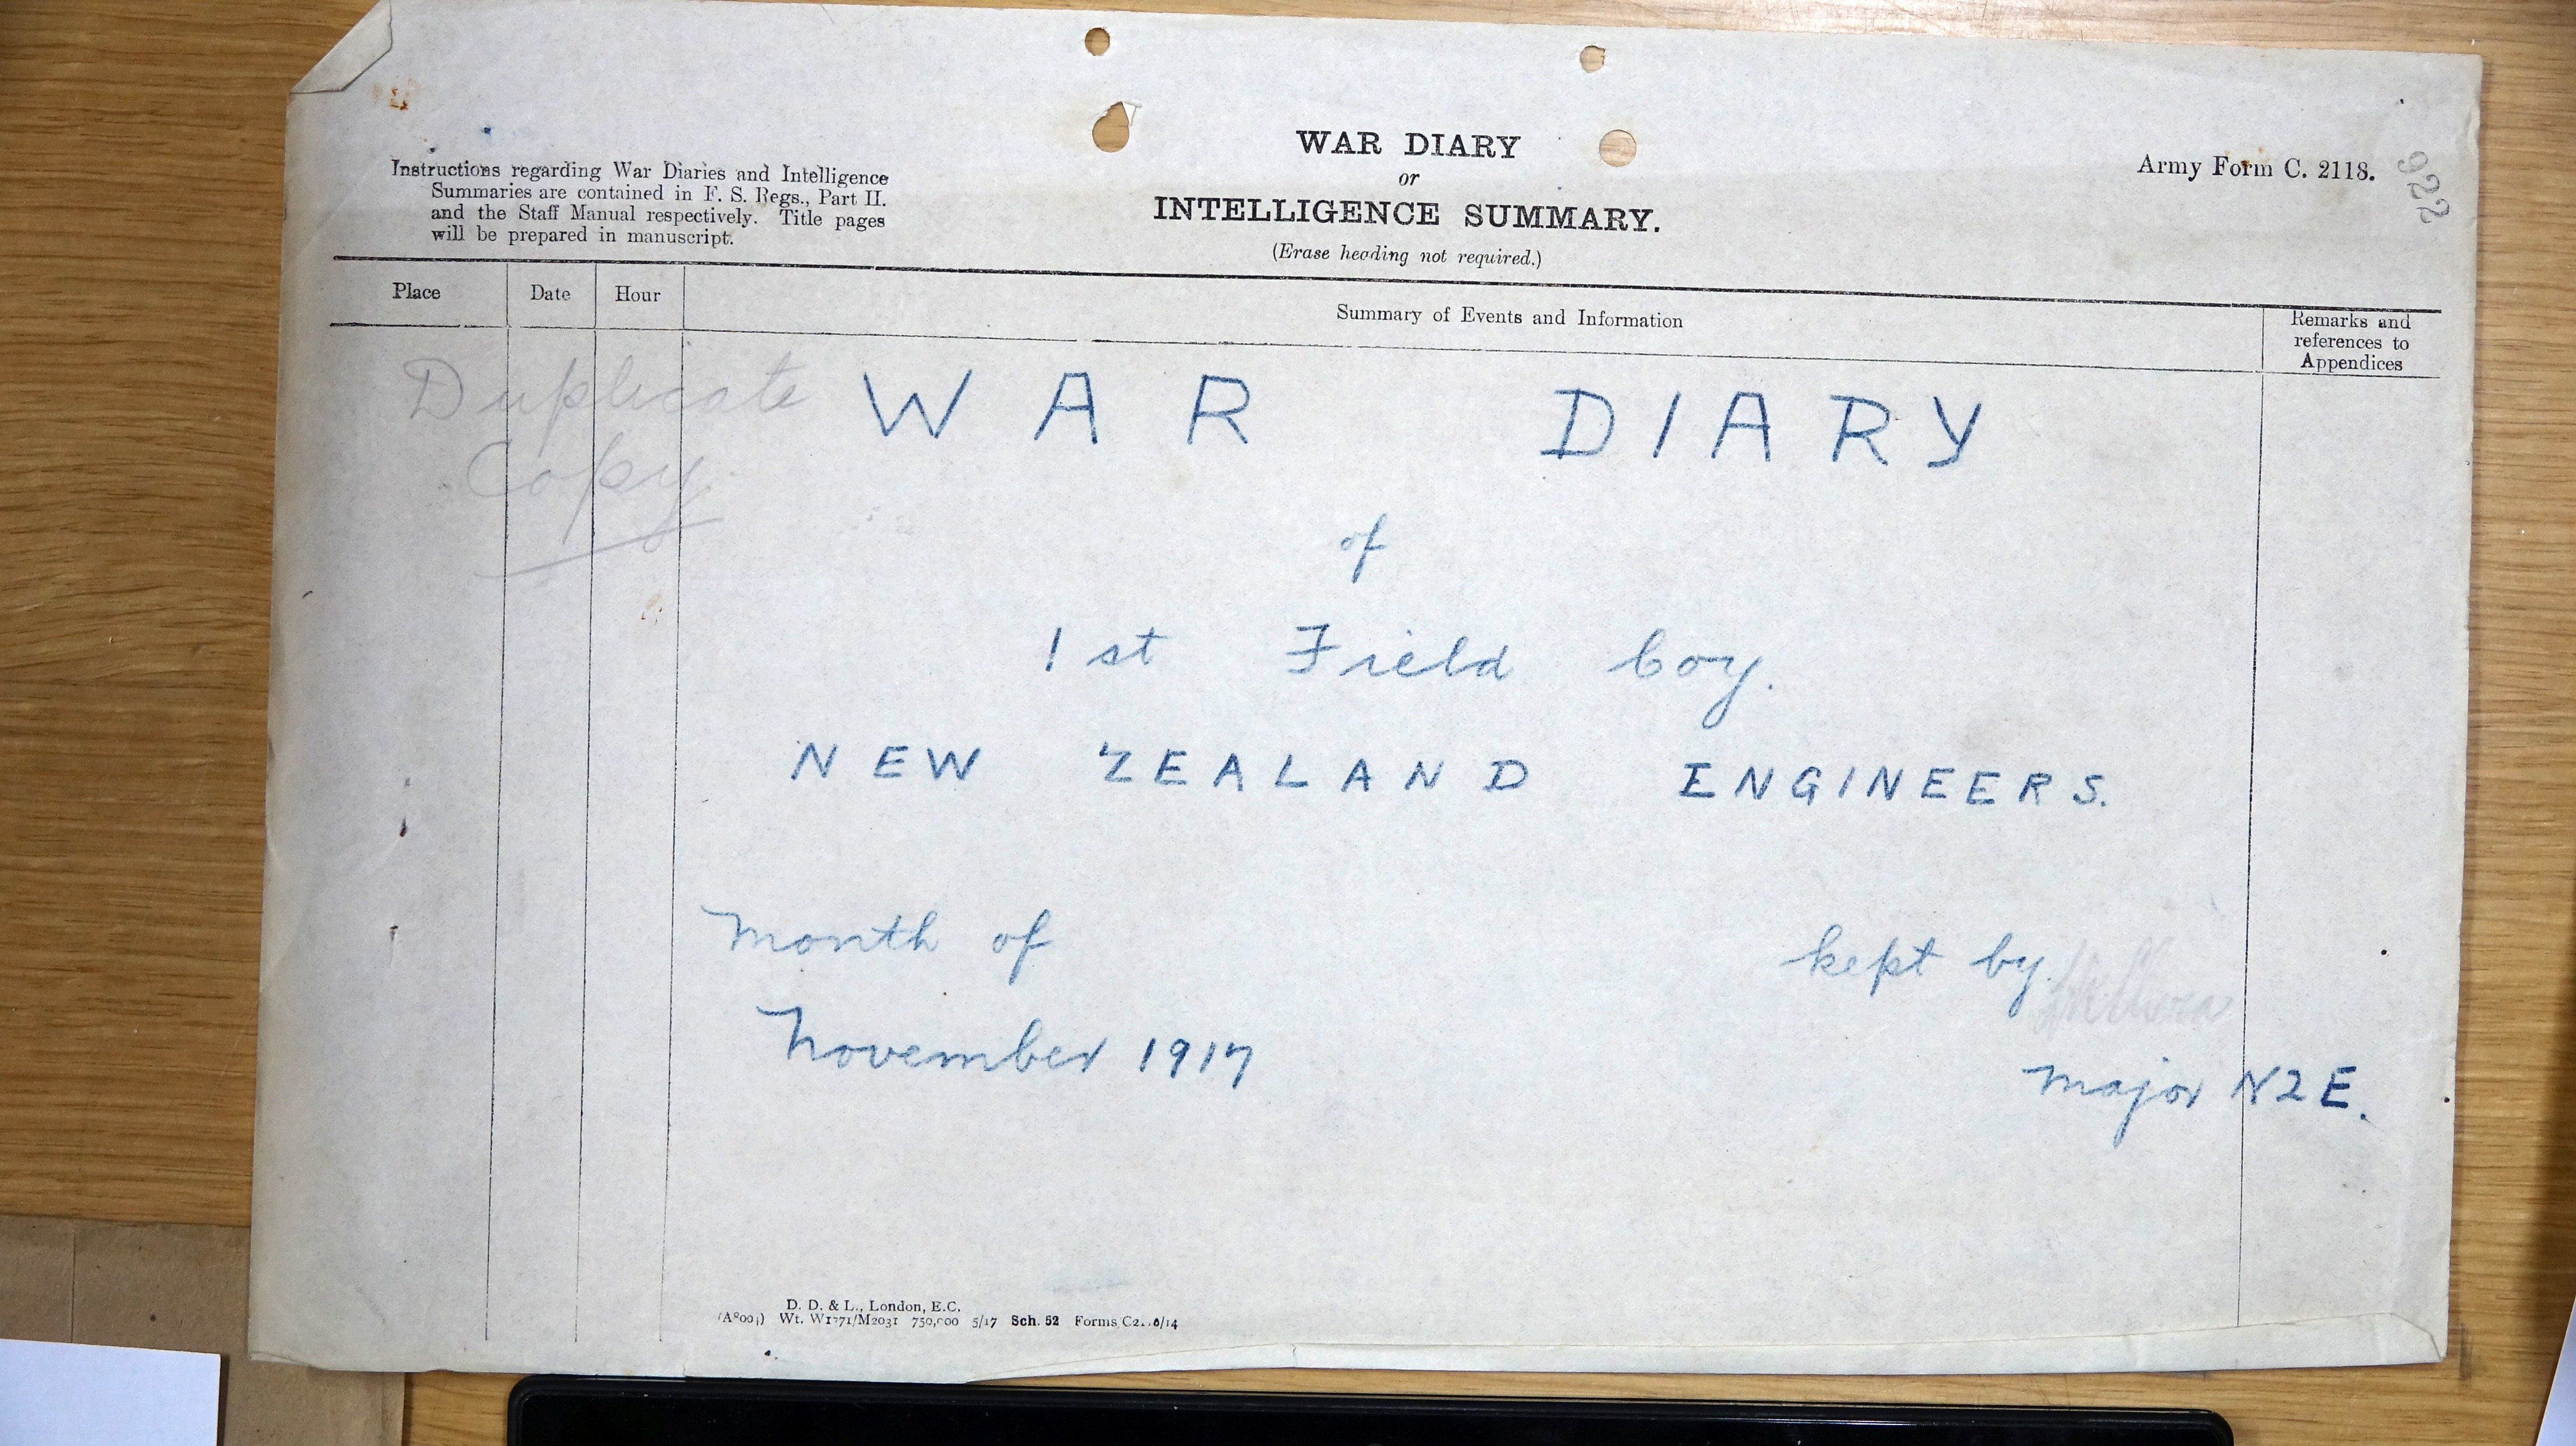 WAR DIARY
or
INTELLIGENCE SUMMARY.
(Erase heading not required.)
Instructions regarding War Diaries and Intelligence
Summaries are contained in F. S. Regs., Part II.
and the Staff Manual respectively. Title pages
will be prepared in manuscript.
Army Form C. 2118.
922
Place
Date
Hour
Summary of Events and Information
Remarks and
references to
Appendices
Duplicate
Copy
WAR DIARY
of
1st Field Coy.
NEW ZEALAND ENGINEERS.
Month of
November 1917
kept by
Major NZE.
D. D. & L., London, E.C.
750,000 5/17 Sch. 52 Forms